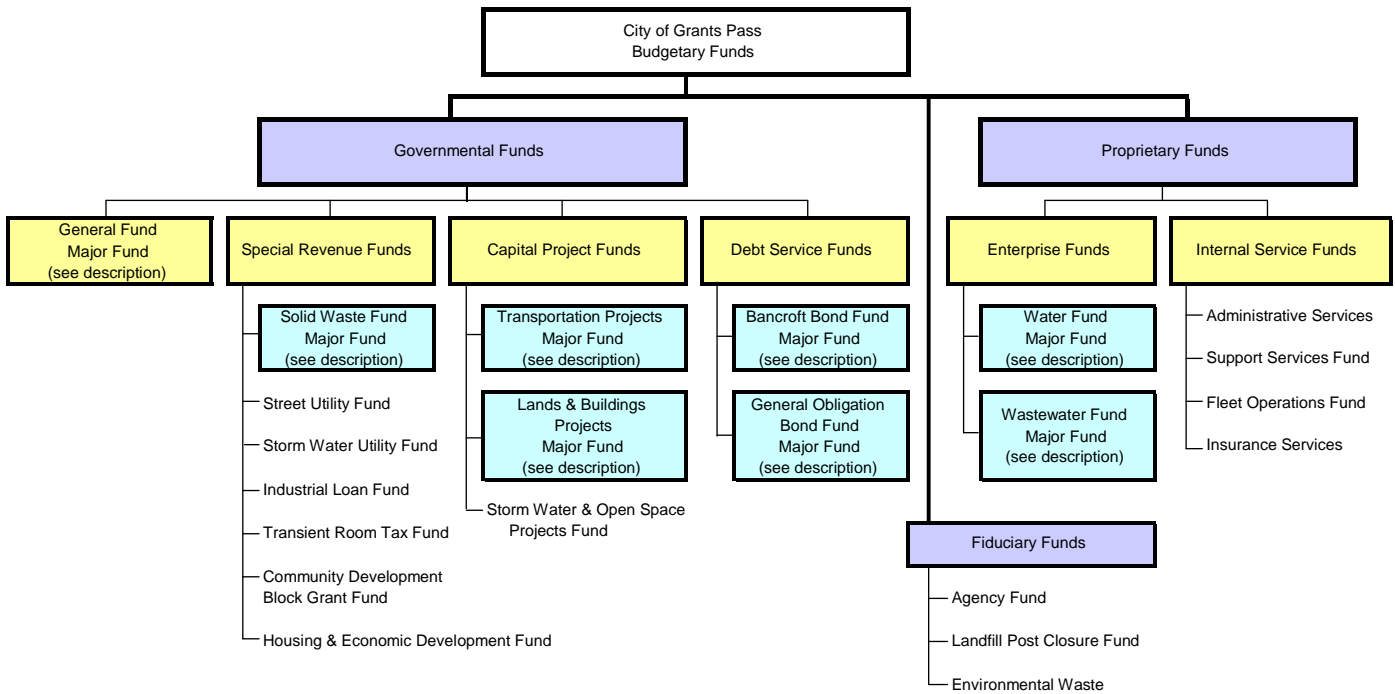 City of Grants Pass
Budgetary Funds
Governmental Funds
Proprietary Funds
General Fund
Major Fund
(see description)
Special Revenue Funds
Capital Project Funds
Debt Service Funds
Enterprise Funds
Internal Service Funds
Solid Waste Fund
Major Fund
(see description)
Street Utility Fund
Storm Water Utility Fund
Industrial Loan Fund
Transient Room Tax Fund
Community Development
Block Grant Fund
Housing & Economic Development Fund
Transportation Projects
Major Fund
(see description)
Lands & Buildings
Projects
Major Fund
(see description)
Storm Water & Open Space
Projects Fund
Bancroft Bond Fund
Major Fund
(see description)
General Obligation
Bond Fund
Major Fund
(see description)
Water Fund
Major Fund
(see description)
Wastewater Fund
Major Fund
(see description)
Administrative Services
Support Services Fund
Fleet Operations Fund
Insurance Services
Fiduciary Funds
Agency Fund
Landfill Post Closure Fund
Environmental Waste